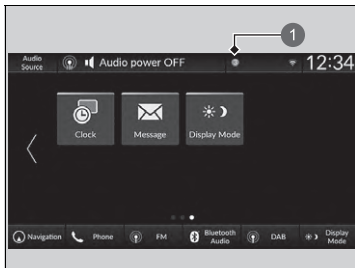 1
Audio Source
Audio power OFF
12:34
Clock
Message
Display Mode
Navigation
Phone
FM
Bluetooth Audio
DAB
Display Mode